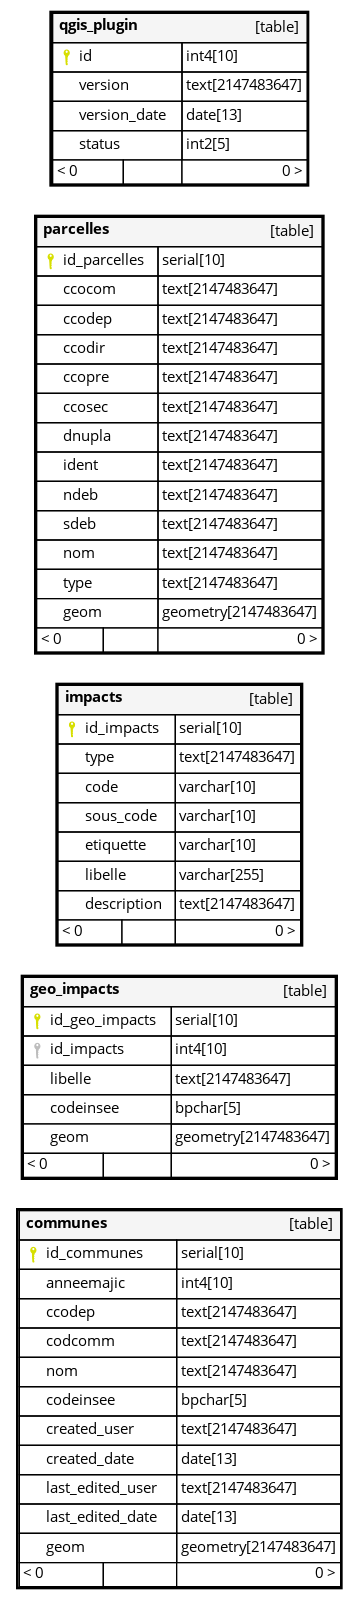 qgis_plugin [table]
id int4[10]
version text[2147483647]
version_date date[13]
status int2[5]
< 0 0 >
parcelles [table]
id_parcelles serial[10]
ccocom text[2147483647]
ccodep text[2147483647]
ccodir text[2147483647]
ccopre text[2147483647]
ccosec text[2147483647]
dnupla text[2147483647]
ident text[2147483647]
ndeb text[2147483647]
sdeb text[2147483647]
nom text[2147483647]
type text[2147483647]
geom geometry[2147483647]
< 0 0 >
impacts [table]
id_impacts serial[10]
type text[2147483647]
code varchar[10]
sous_code varchar[10]
etiquette varchar[10]
libelle varchar[255]
description text[2147483647]
< 0 0 >
geo_impacts [table]
id_geo_impacts serial[10]
id_impacts int4[10]
libelle text[2147483647]
codeinsee bpchar[5]
geom geometry[2147483647]
< 0 0 >
communes [table]
id_communes serial[10]
anneemajic int4[10]
ccodep text[2147483647]
codcomm text[2147483647]
nom text[2147483647]
codeinsee bpchar[5]
created_user text[2147483647]
created_date date[13]
last_edited_user text[2147483647]
last_edited_date date[13]
geom geometry[2147483647]
< 0 0 >